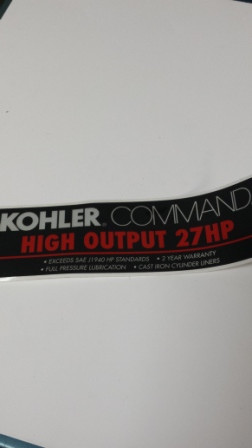 KOHLER® COMMAND
HIGH OUTPUT 27HP
• EXCEEDS SAE J1940 HP STANDARDS • 2 YEAR WARRANTY
• FULL PRESSURE LUBRICATION • CAST IRON CYLINDER LINERS